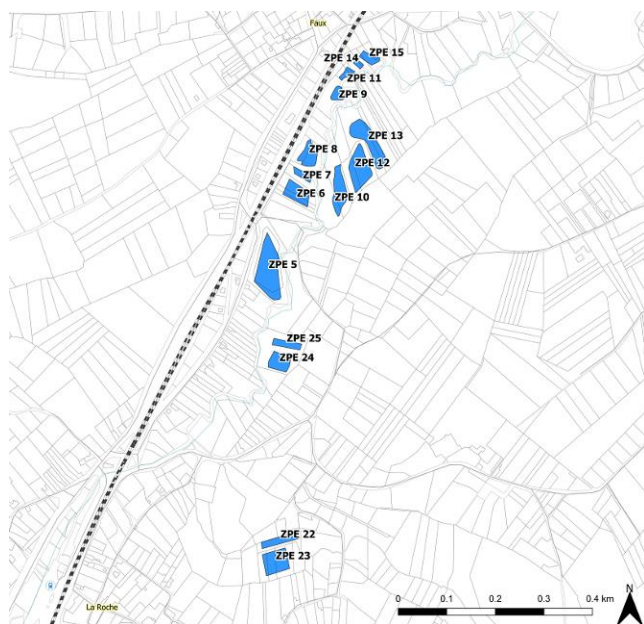 Faux
ZPE 15
ZPE 14
ZPE 11
ZPE 9
ZPE 13
ZPE 8
ZPE 12
ZPE 7
ZPE 6
ZPE 10
ZPE 5
ZPE 25
ZPE 24
ZPE 22
ZPE 23
La Roche
0 0.1 0.2 0.3 0.4 km
N